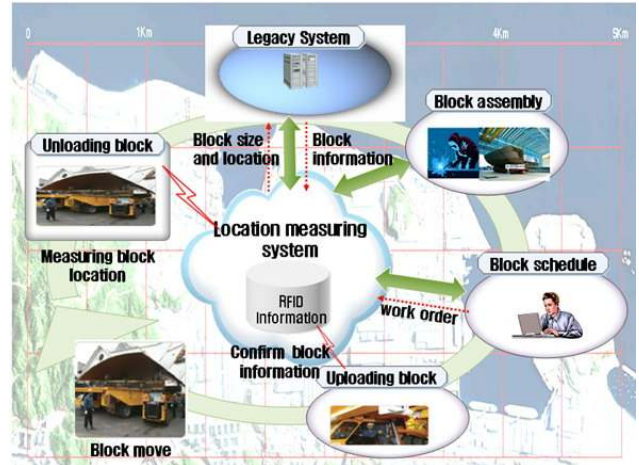 0
1Km
4Km
5Km
Legacy System
Block assembly
Unloading block
Block size
and location
Block
information
Measuring block
location
Location measuring
system
RFID
Information
Block schedule
work order
Confirm block
information
Uploading block
Block move